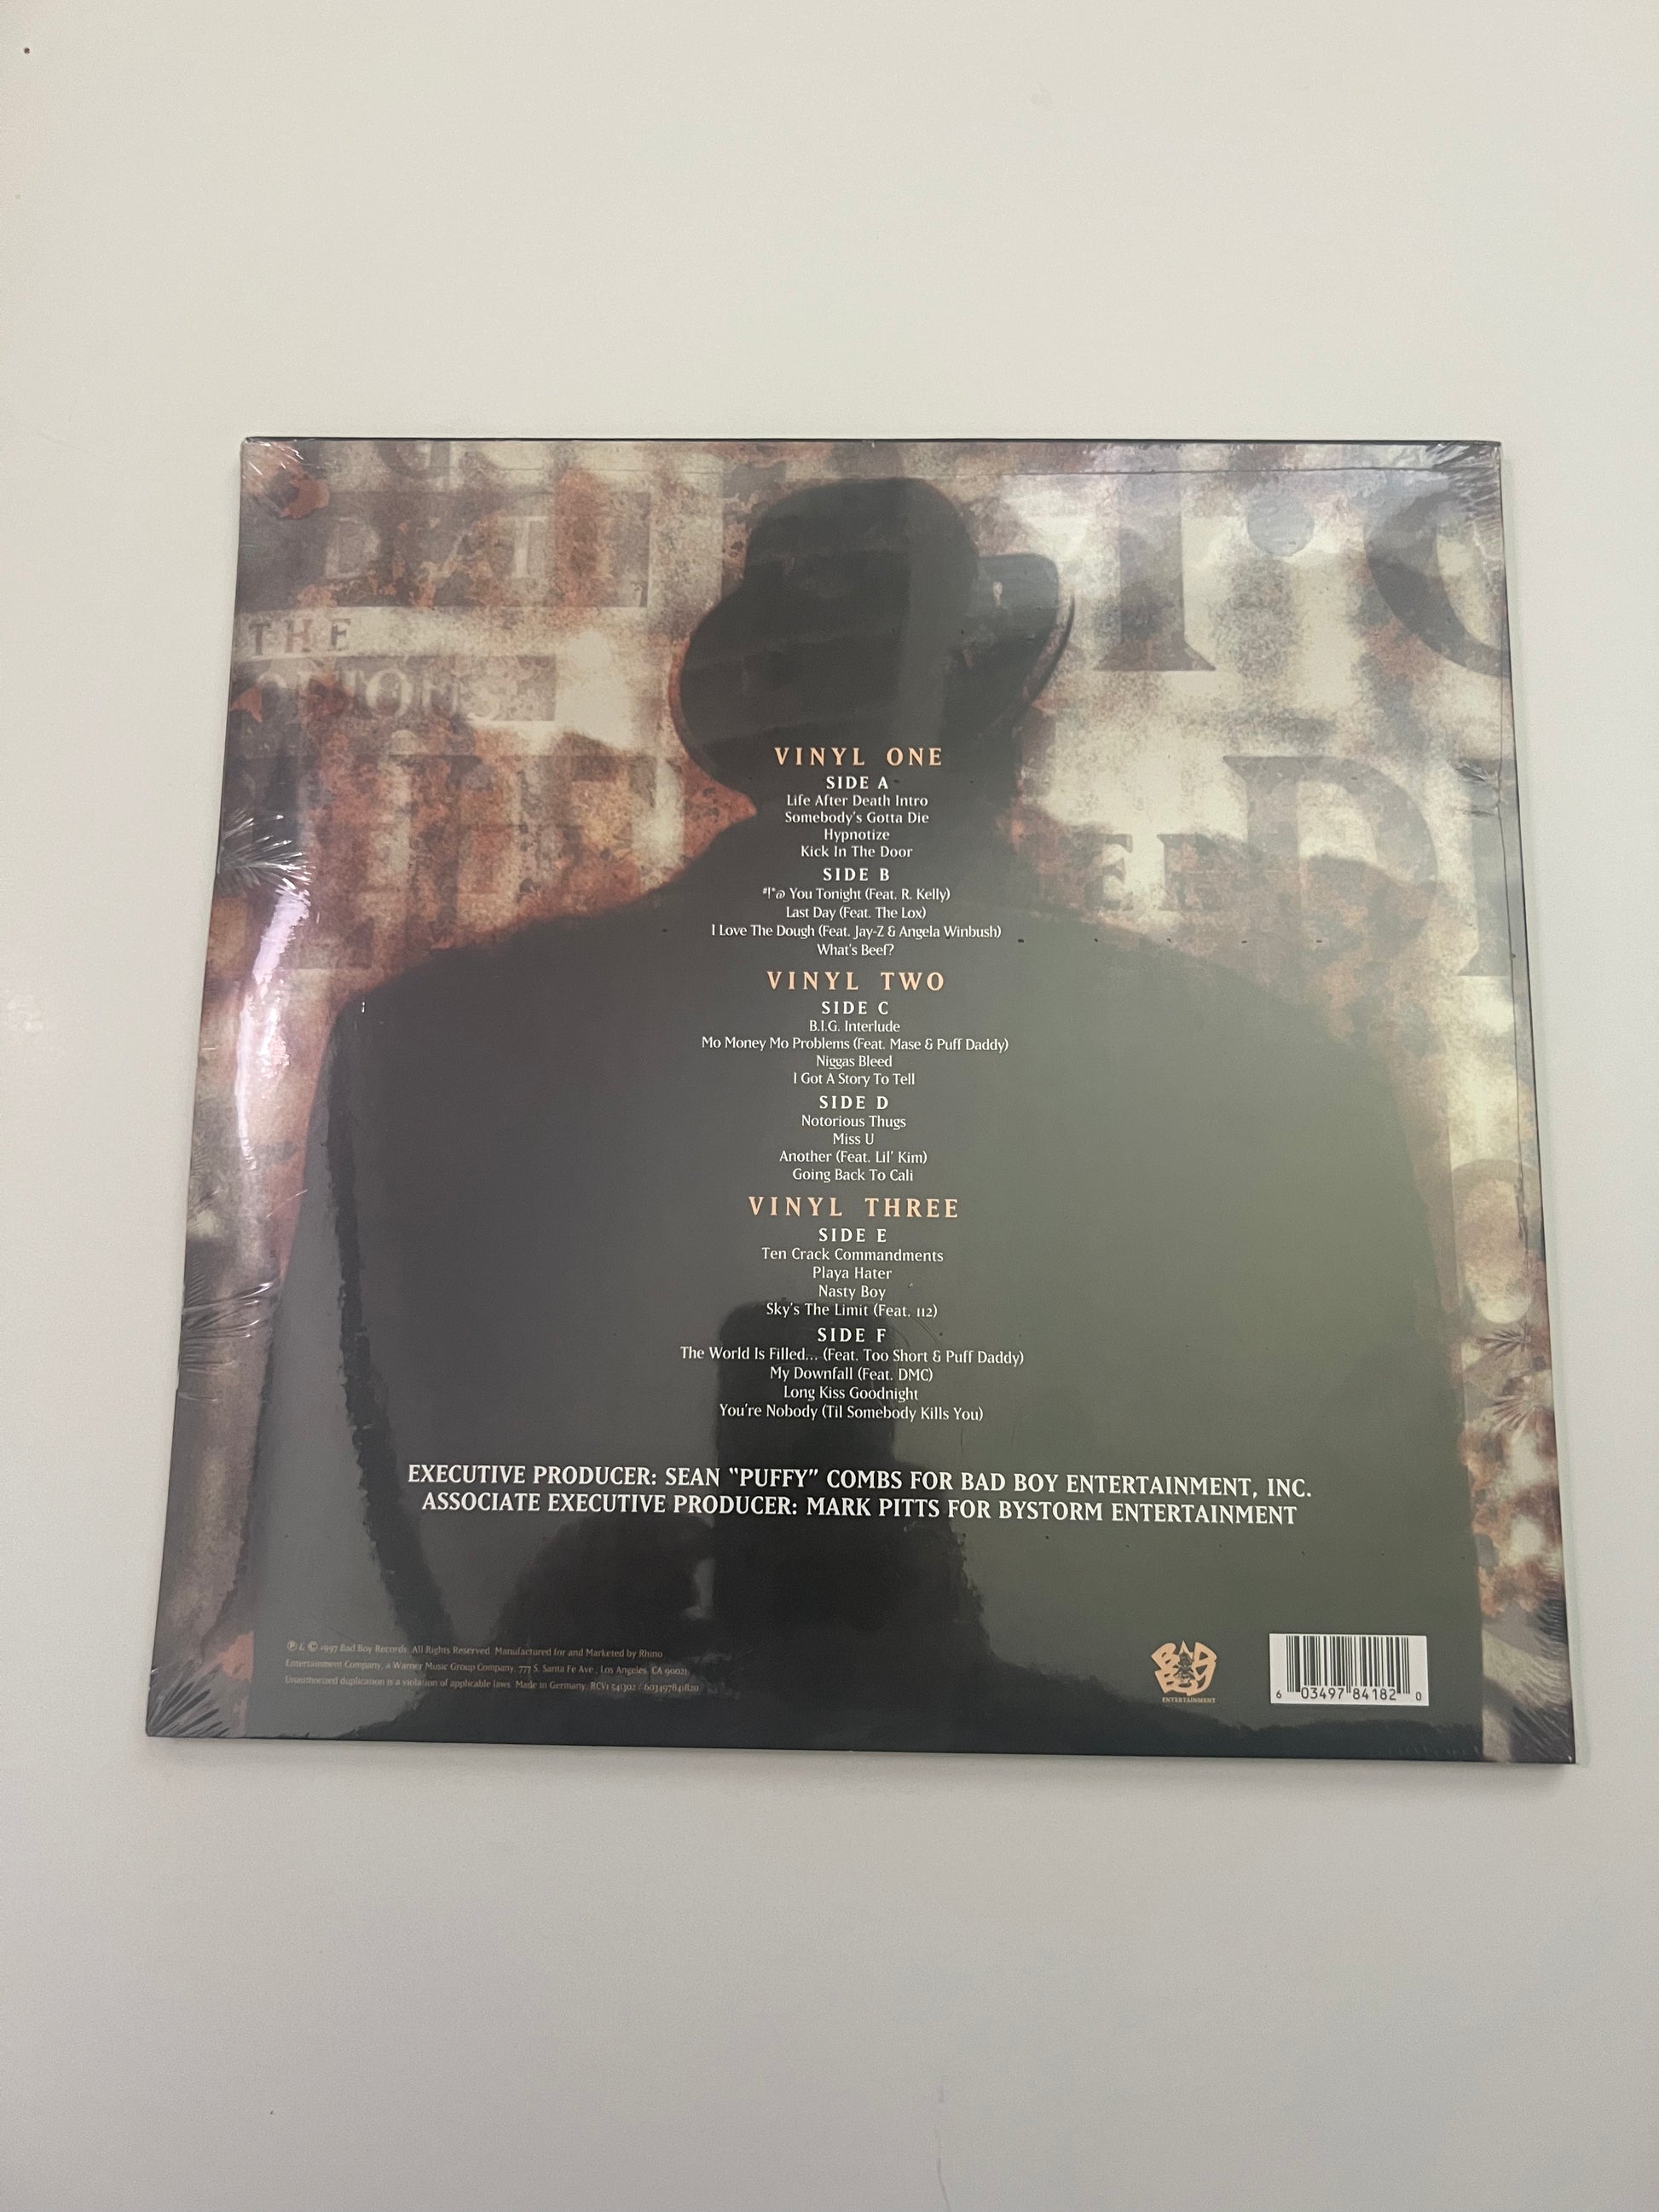 THE
VINYL ONE
SIDE A
Life After Death Intro
Somebody's Gotta Die
Hypnotize
Kick In The Door
SIDE B
#!*@ You Tonight (Feat. R. Kelly)
Last Day (Feat. The Lox)
I Love The Dough (Feat. Jay-Z & Angela Winbush)
What's Beef?
VINYL TWO
SIDE C
B.I.G. Interlude
Mo Money Mo Problems (Feat. Mase & Puff Daddy)
Niggas Bleed
I Got A Story To Tell
SIDE D
Notorious Thugs
Miss U
Another (Feat. Lil' Kim)
Going Back To Cali
VINYL THREE
SIDE E
Ten Crack Commandments
Playa Hater
Nasty Boy
Sky's The Limit (Feat. 112)
SIDE F
The World Is Filled... (Feat. Too Short & Puff Daddy)
My Downfall (Feat. DMC)
Long Kiss Goodnight
You're Nobody (Til Somebody Kills You)
EXECUTIVE PRODUCER: SEAN "PUFFY" COMBS FOR BAD BOY ENTERTAINMENT, INC.
ASSOCIATE EXECUTIVE PRODUCER: MARK PITTS FOR BYSTORM ENTERTAINMENT
℗ & © 1997 Bad Boy Records. All Rights Reserved. Manufactured for and Marketed by Rhino
Entertainment Company, a Warner Music Group Company, 777 S. Santa Fe Ave., Los Angeles, CA 90021.
Unauthorized duplication is a violation of applicable laws. Made in Germany. RCV1 541302 / 603497841820
BAD BOY
ENTERTAINMENT
6 03497 84182 0